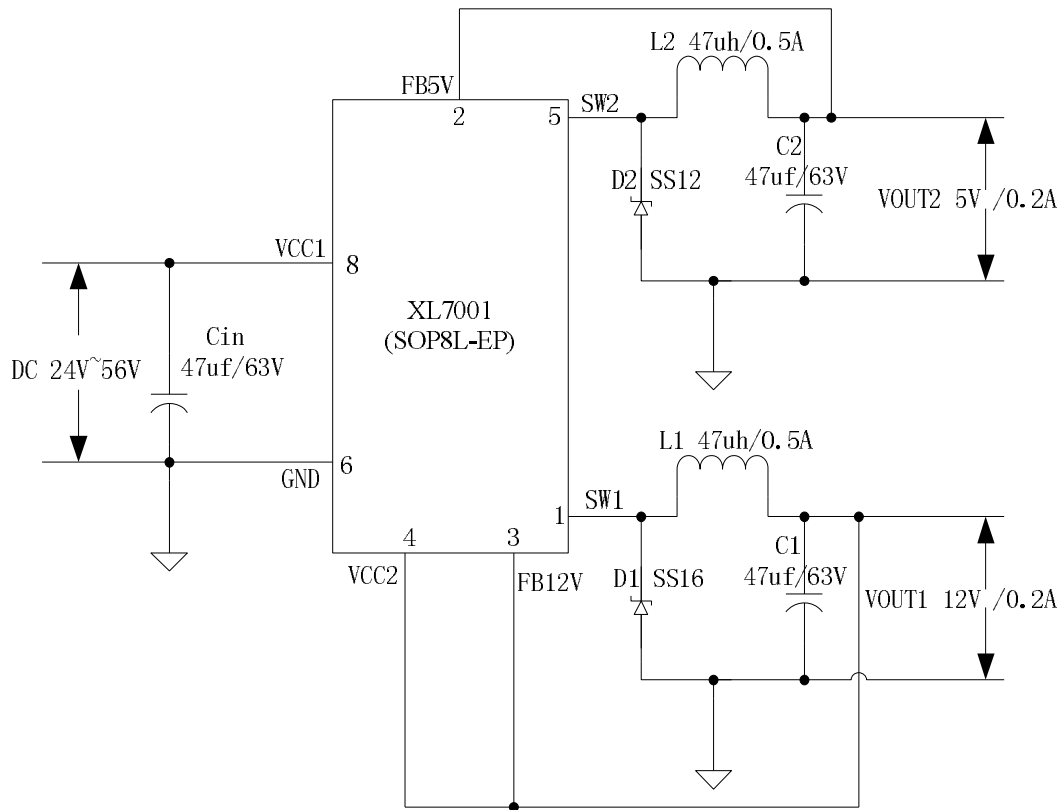 L2 47uh/0.5A
FB5V
2
5
SW2
C2
47uf/63V
D2 SS12
VOUT2 5V /0.2A
VCC1
8
XL7001
(SOP8L-EP)
Cin
47uf/63V
DC 24V~56V
L1 47uh/0.5A
6
GND
SW1
1
4
3
VCC2
FB12V
C1
47uf/63V
D1 SS16
VOUT1 12V /0.2A